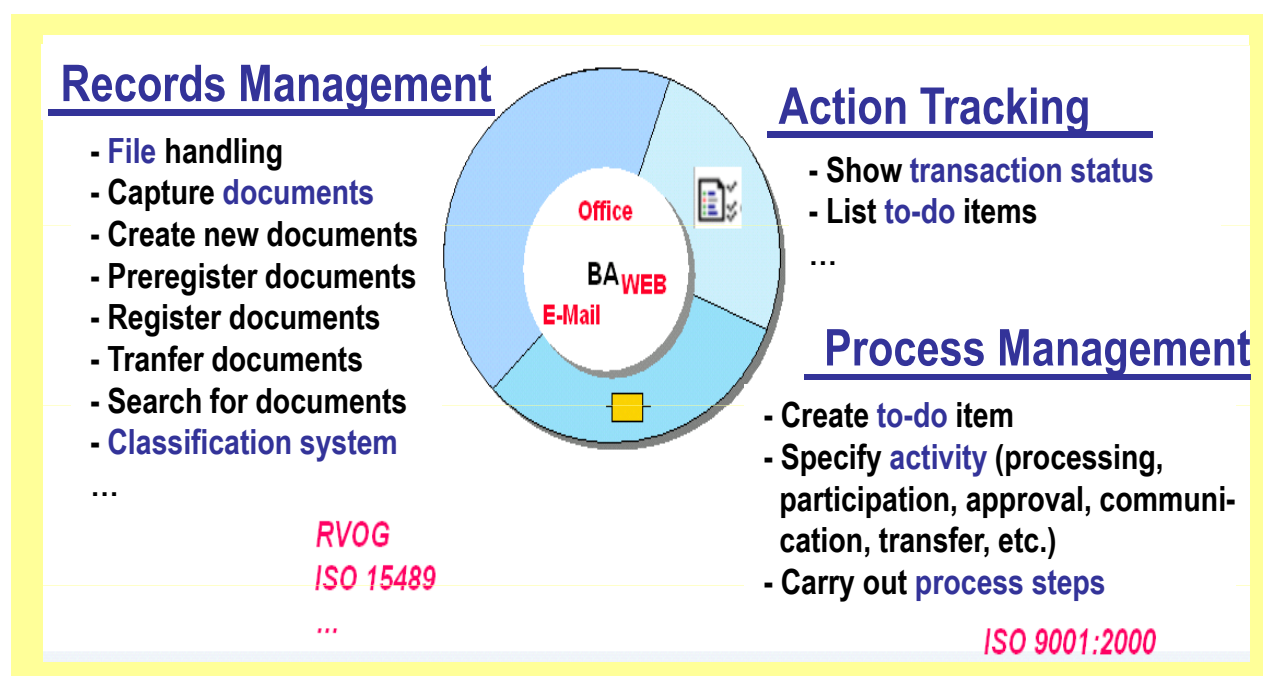 Records Management
- File handling
- Capture documents
- Create new documents
- Preregister documents
- Register documents
- Tranfer documents
- Search for documents
- Classification system
...
RVOG
ISO 15489
...
Office
BA WEB
E-Mail
Action Tracking
- Show transaction status
- List to-do items
...
Process Management
- Create to-do item
- Specify activity (processing,
participation, approval, communi-
cation, transfer, etc.)
- Carry out process steps
ISO 9001:2000